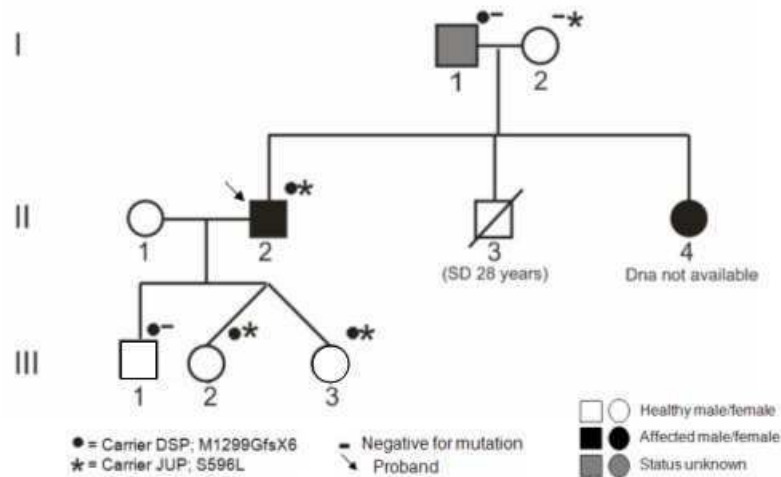 I
1
2
II
1
2
3
4
(SD 28 years)
Dna not available
III
1
2
3
● = Carrier DSP; M1299GfsX6
* = Carrier JUP; S596L
- Negative for mutation
Proband
Healthy male/female
Affected male/female
Status unknown